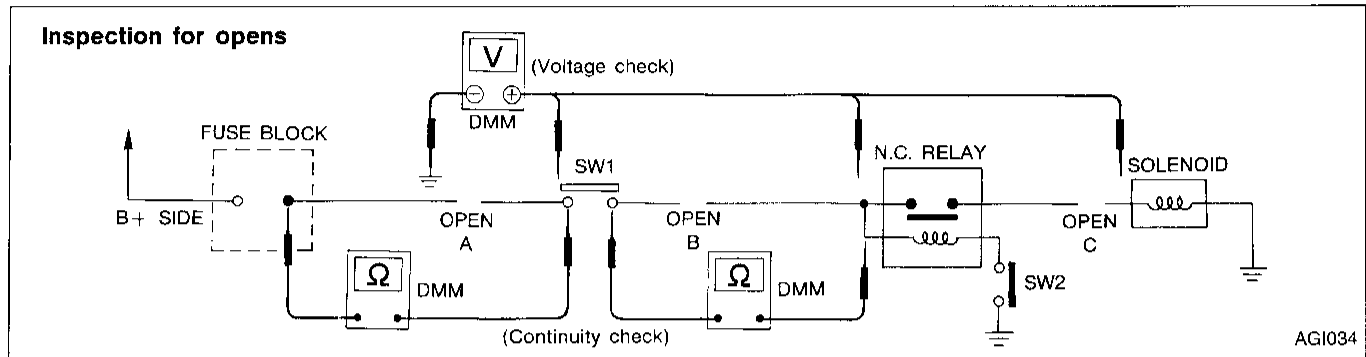 Inspection for opens
V
(Voltage check)
− +
DMM
FUSE BLOCK
SW1
N.C. RELAY
SOLENOID
B+ SIDE
OPEN
A
OPEN
B
OPEN
C
Ω
DMM
Ω
DMM
SW2
(Continuity check)
AGI034